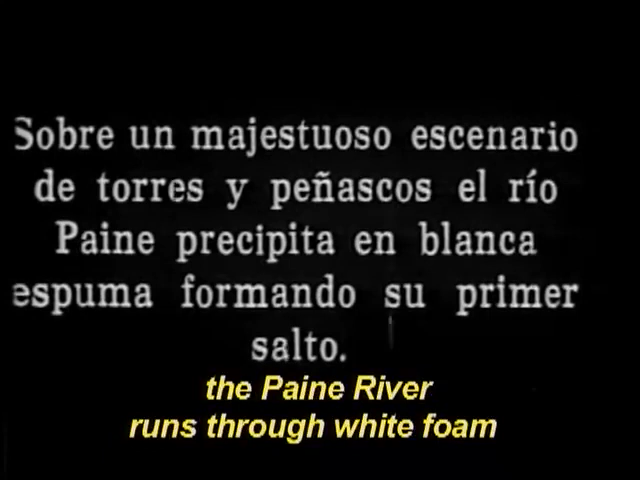 Sobre un majestuoso escenario
de torres y peñascos el río
Paine precipita en blanca
espuma formando su primer
salto.
the Paine River
runs through white foam